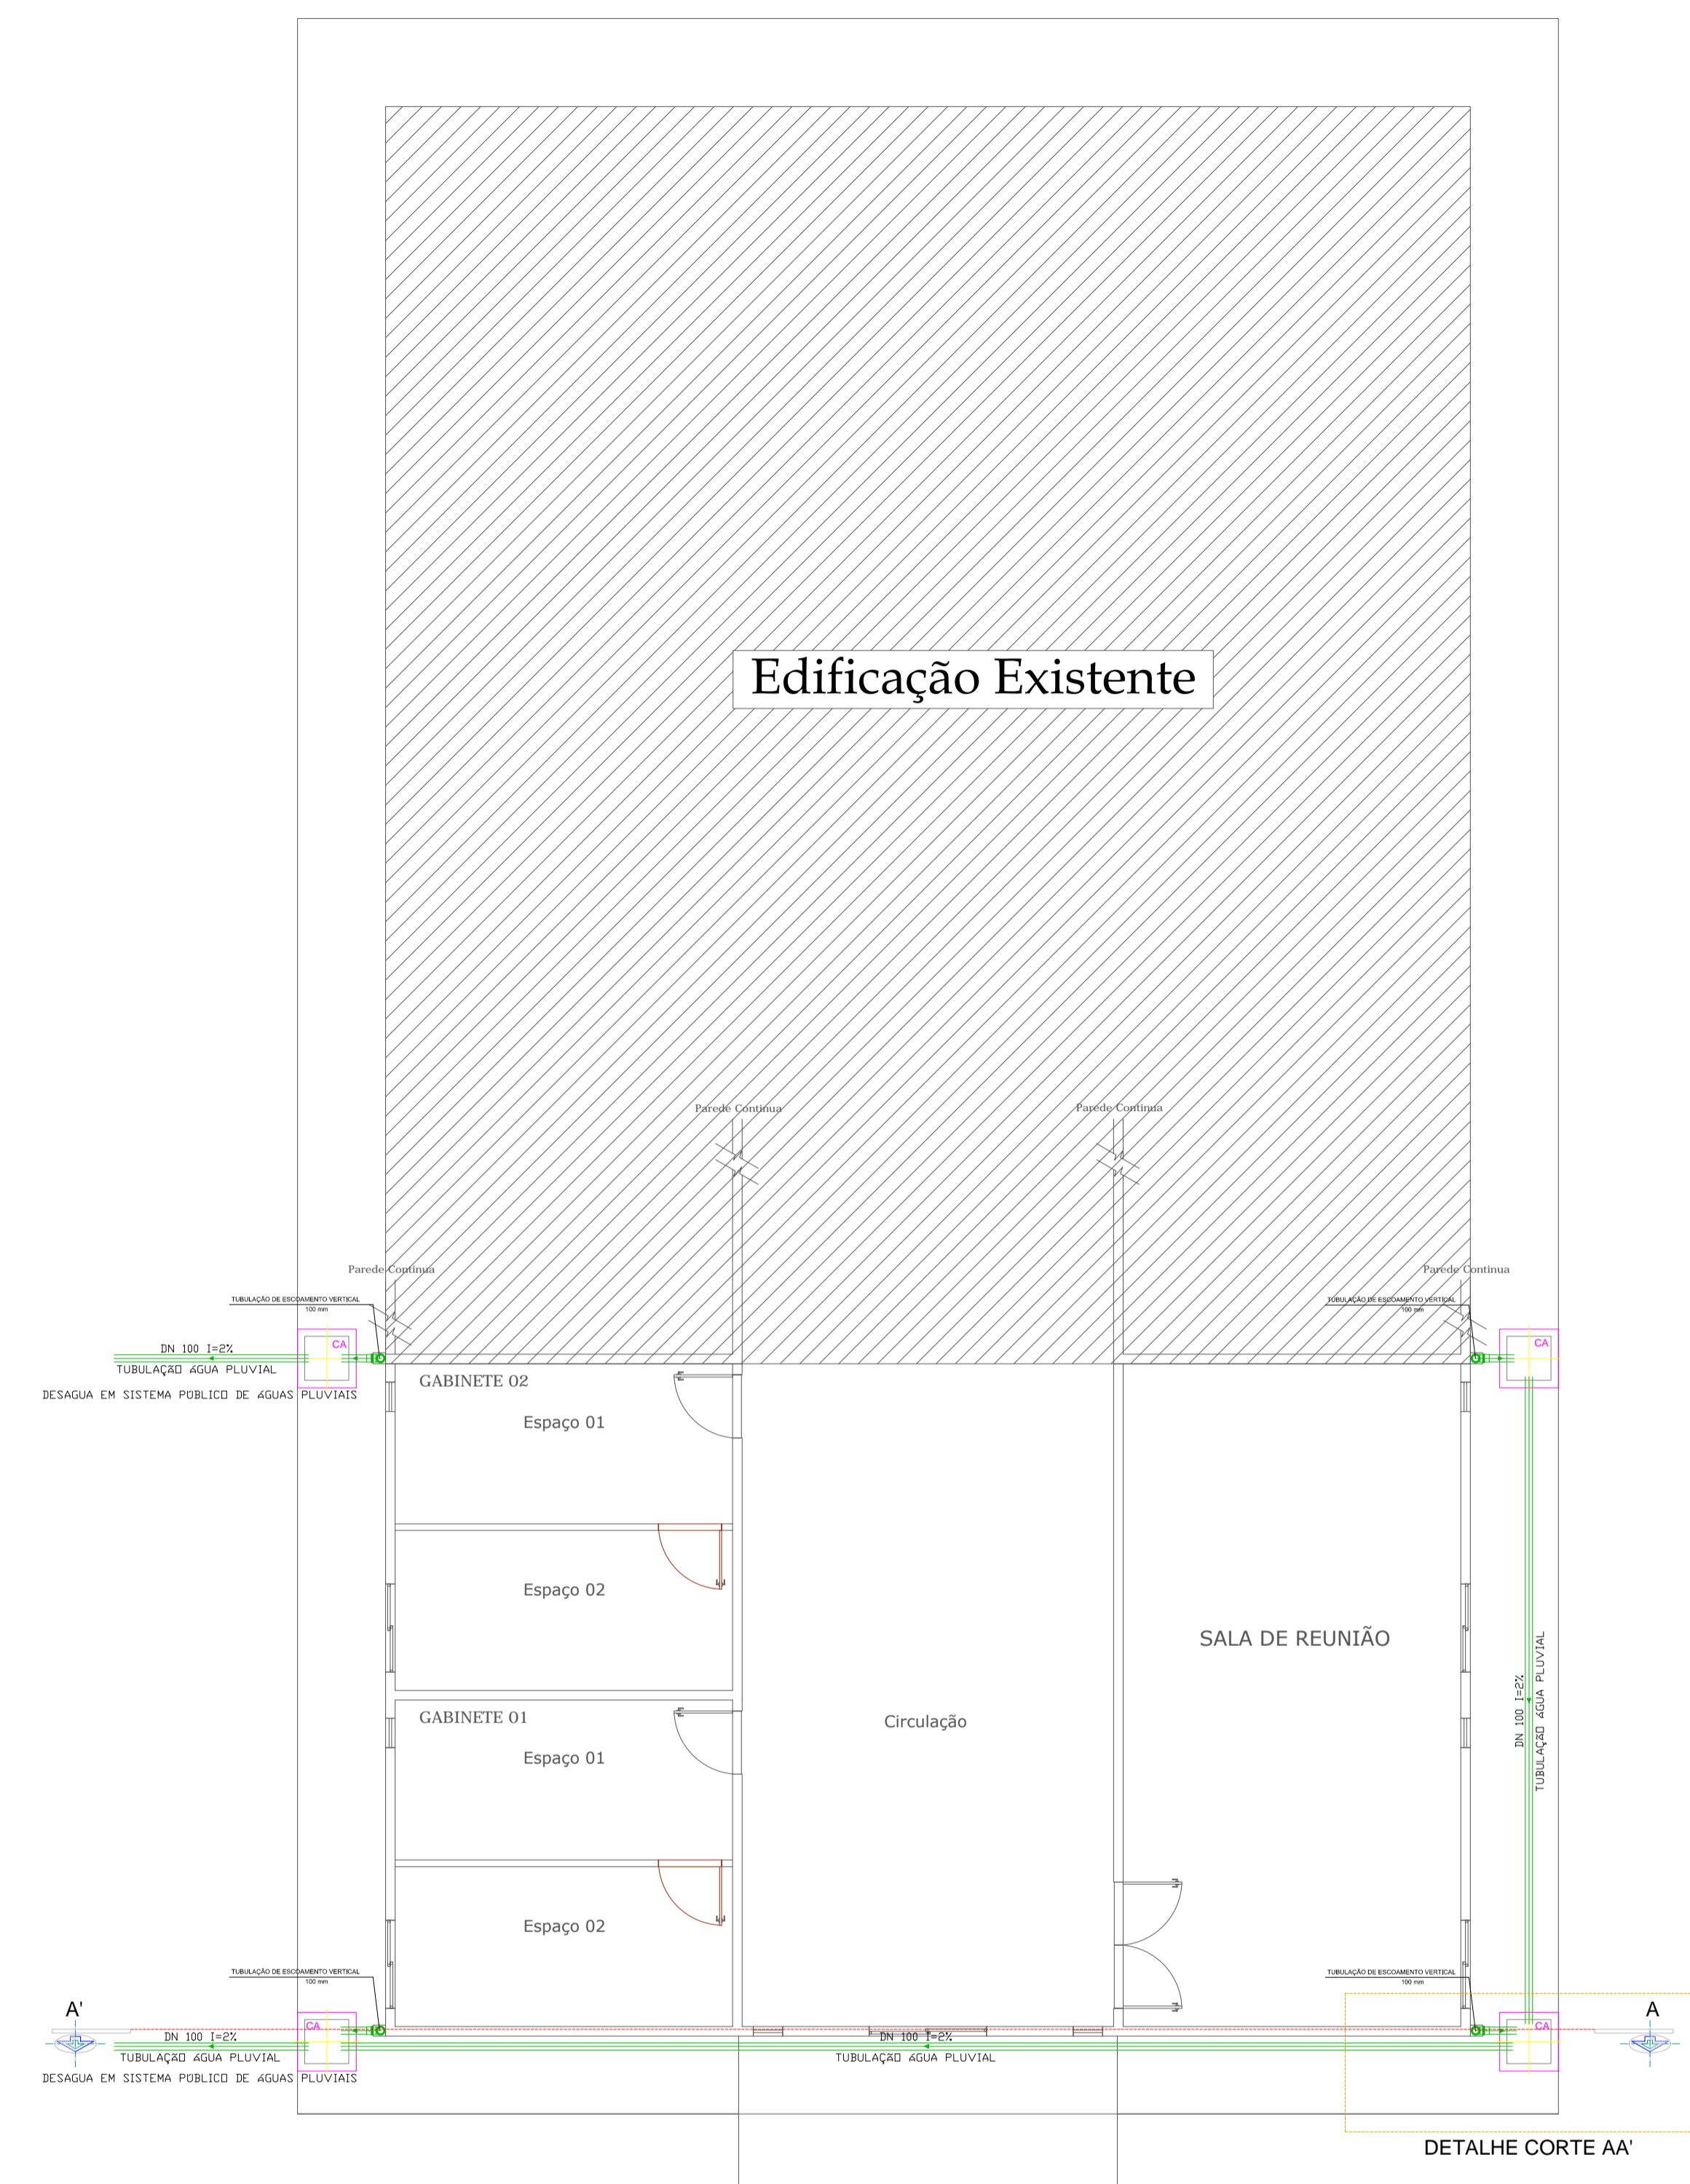 Edificação Existente
Parede Continua
Parede Continua
Parede Continua
Parede Continua
TUBULAÇÃO DE ESCOAMENTO VERTICAL
100 mm
TUBULAÇÃO DE ESCOAMENTO VERTICAL
100 mm
CA
CA
DN 100 I=2%
TUBULAÇÃO ÁGUA PLUVIAL
DESAGUA EM SISTEMA PÚBLICO DE ÁGUAS PLUVIAIS
GABINETE 02
Espaço 01
Espaço 02
SALA DE REUNIÃO
DN 100 I=2%
TUBULAÇÃO ÁGUA PLUVIAL
GABINETE 01
Circulação
Espaço 01
Espaço 02
TUBULAÇÃO DE ESCOAMENTO VERTICAL
100 mm
TUBULAÇÃO DE ESCOAMENTO VERTICAL
100 mm
A'
A
CA
CA
DN 100 I=2%
TUBULAÇÃO ÁGUA PLUVIAL
DN 100 I=2%
TUBULAÇÃO ÁGUA PLUVIAL
DESAGUA EM SISTEMA PÚBLICO DE ÁGUAS PLUVIAIS
DETALHE CORTE AA'